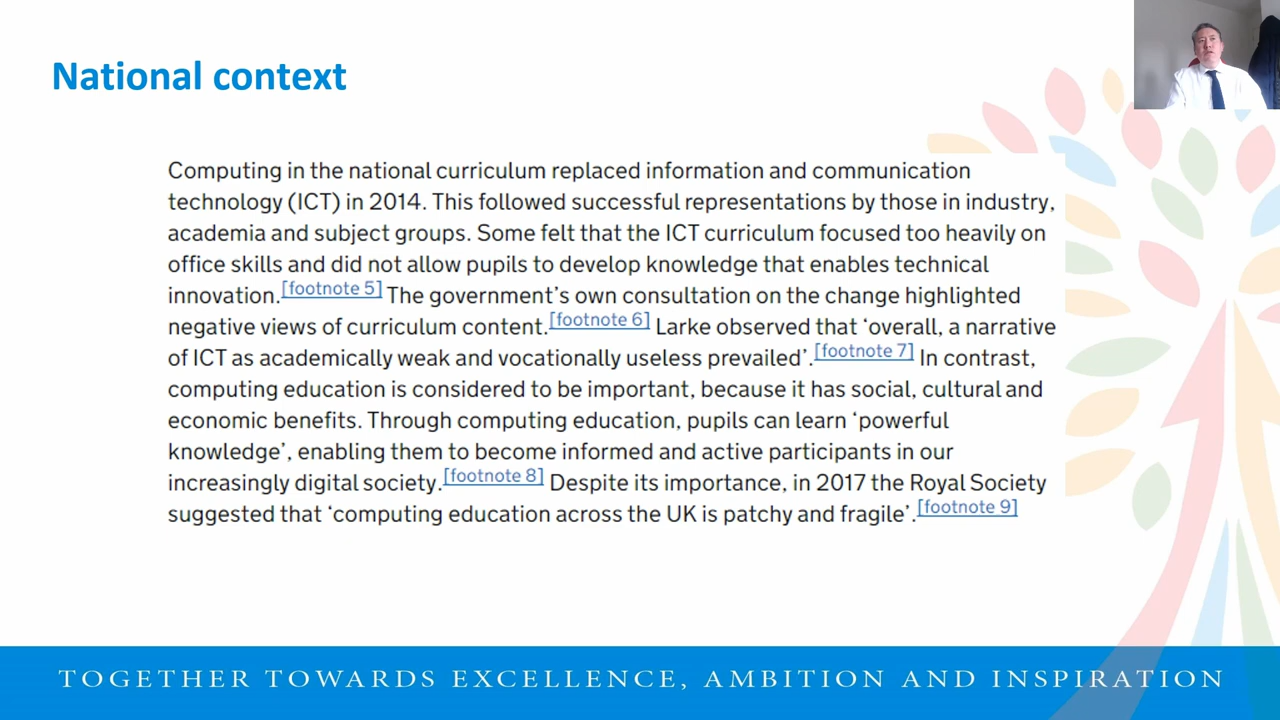 National context
Computing in the national curriculum replaced information and communication
technology (ICT) in 2014. This followed successful representations by those in industry,
academia and subject groups. Some felt that the ICT curriculum focused too heavily on
office skills and did not allow pupils to develop knowledge that enables technical
innovation.[footnote 5] The government’s own consultation on the change highlighted
negative views of curriculum content.[footnote 6] Larke observed that ‘overall, a narrative
of ICT as academically weak and vocationally useless prevailed’.[footnote 7] In contrast,
computing education is considered to be important, because it has social, cultural and
economic benefits. Through computing education, pupils can learn ‘powerful
knowledge’, enabling them to become informed and active participants in our
increasingly digital society.[footnote 8] Despite its importance, in 2017 the Royal Society
suggested that ‘computing education across the UK is patchy and fragile’.[footnote 9]
TOGETHER TOWARDS EXCELLENCE, AMBITION AND INSPIRATION